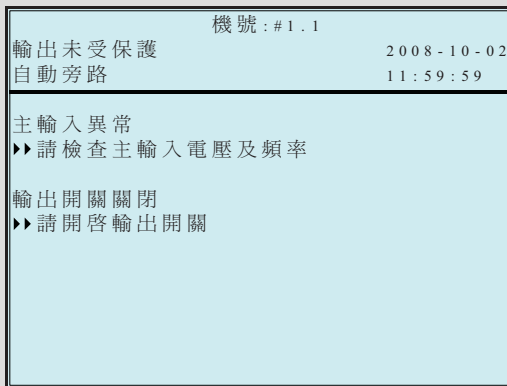 機號:#1.1
輸出未受保護 2008-10-02
自動旁路 11:59:59
主輸入異常
請檢查主輸入電壓及頻率
輸出開關關閉
請開啓輸出開關